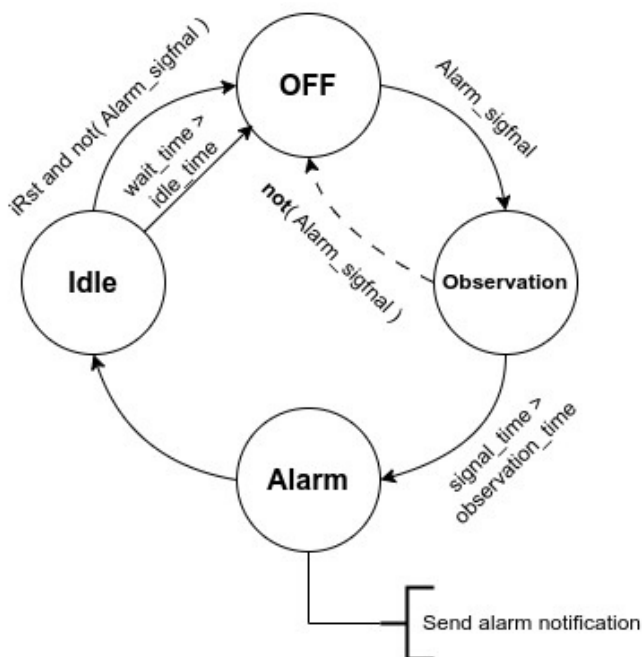 OFF
Alarm_sigfnal
iRst and not( Alarm_sigfnal )
wait_time >
idle_time
not( Alarm_sigfnal )
Idle
Observation
signal_time >
observation_time
Alarm
Send alarm notification